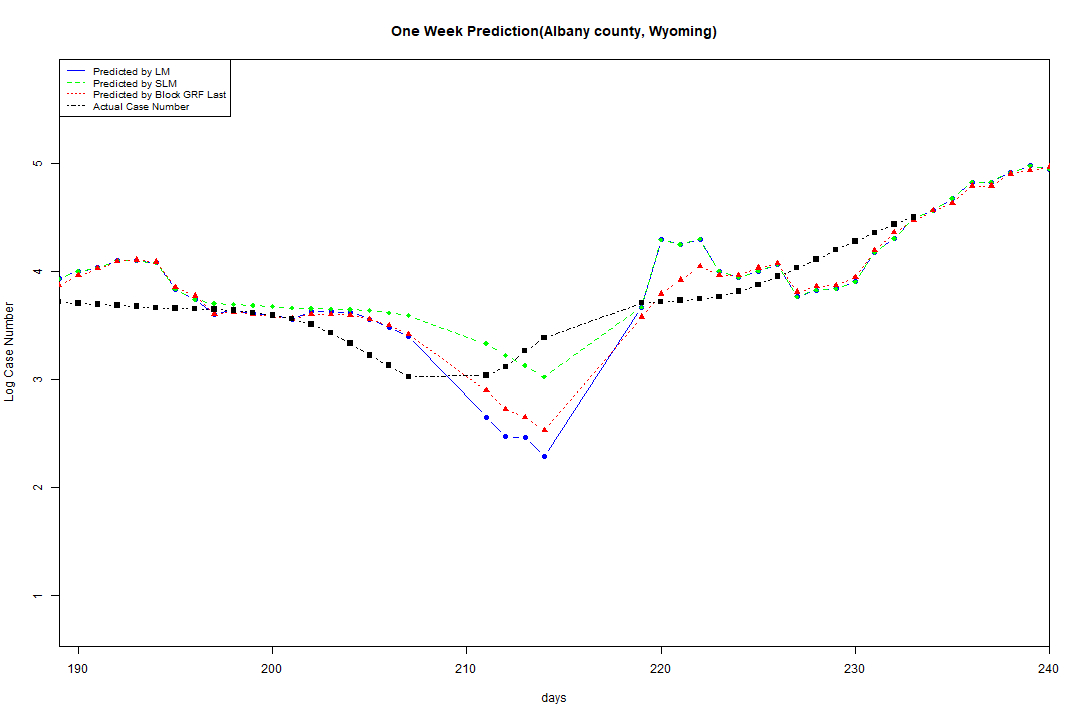 One Week Prediction(Albany county, Wyoming)
Predicted by LM
Predicted by SLM
Predicted by Block GRF Last
Actual Case Number
Log Case Number
5
4
3
2
1
190 200 210 220 230 240
days